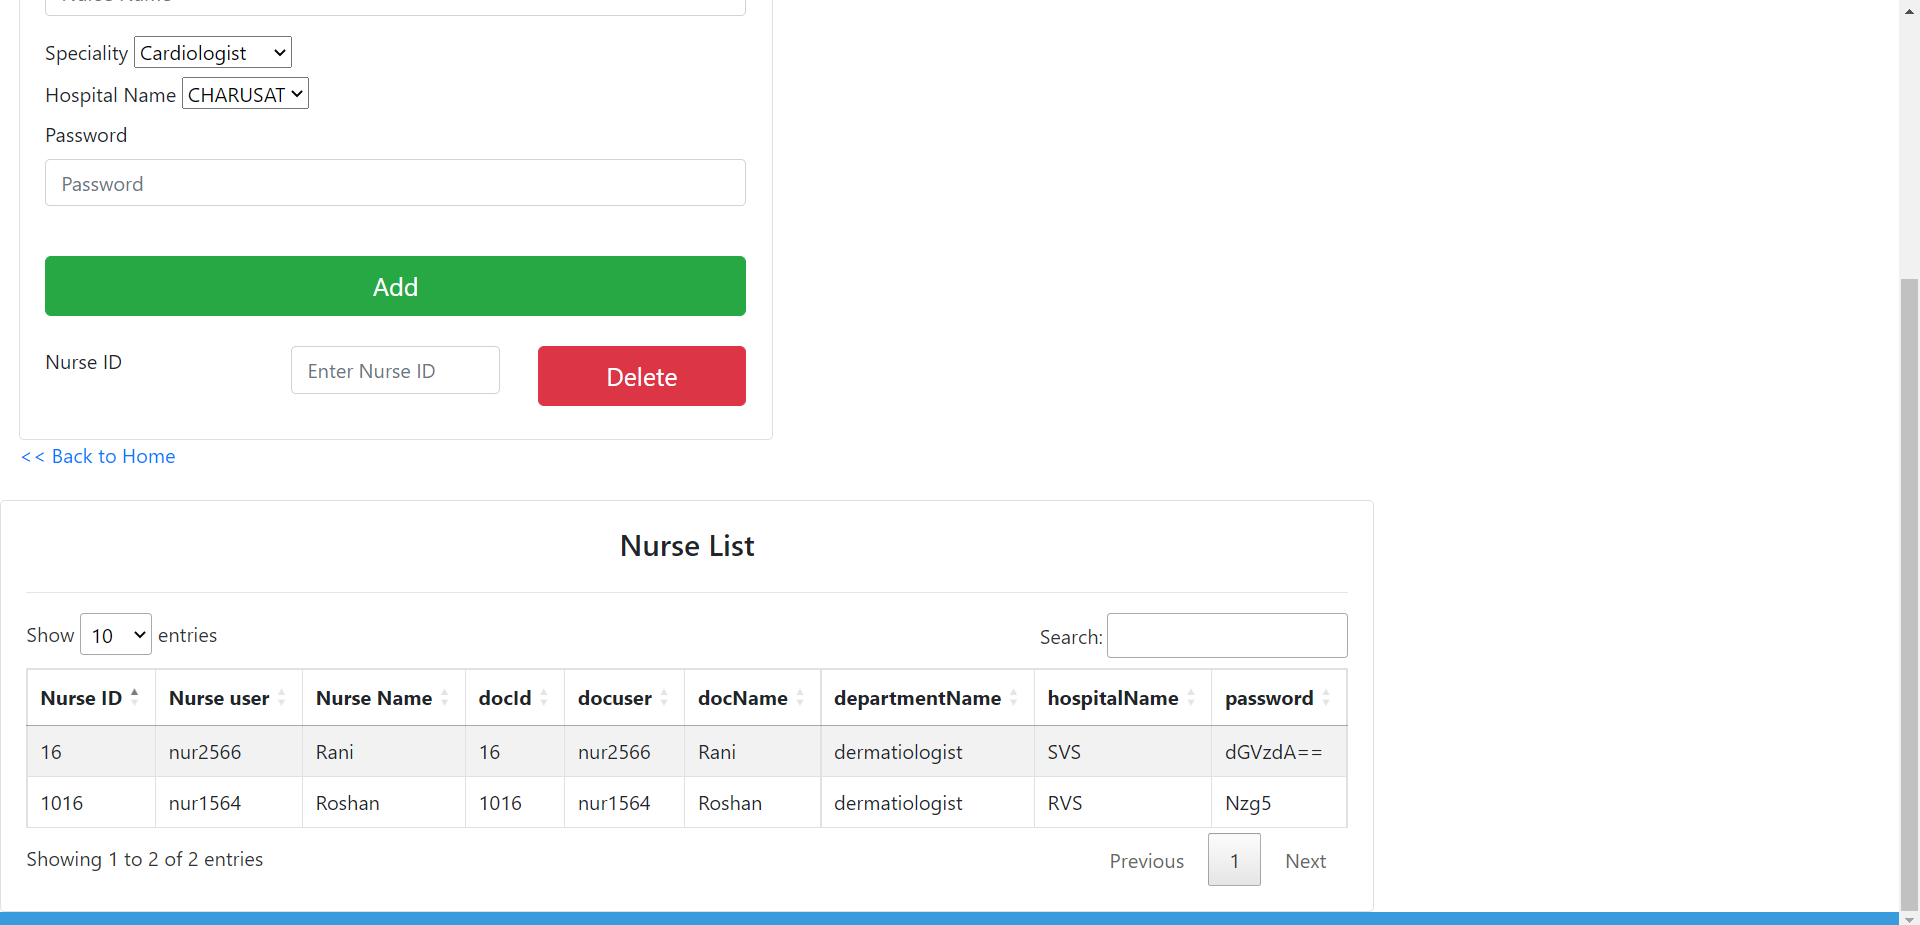 Speciality Cardiologist
Hospital Name CHARUSAT
Password
Password
Add
Nurse ID Enter Nurse ID Delete
<< Back to Home
Nurse List
Show 10 entries Search:
Nurse ID Nurse user Nurse Name docId docuser docName departmentName hospitalName password
16 nur2566 Rani 16 nur2566 Rani dermatiologist SVS dGVzdA==
1016 nur1564 Roshan 1016 nur1564 Roshan dermatiologist RVS Nzg5
Showing 1 to 2 of 2 entries Previous 1 Next